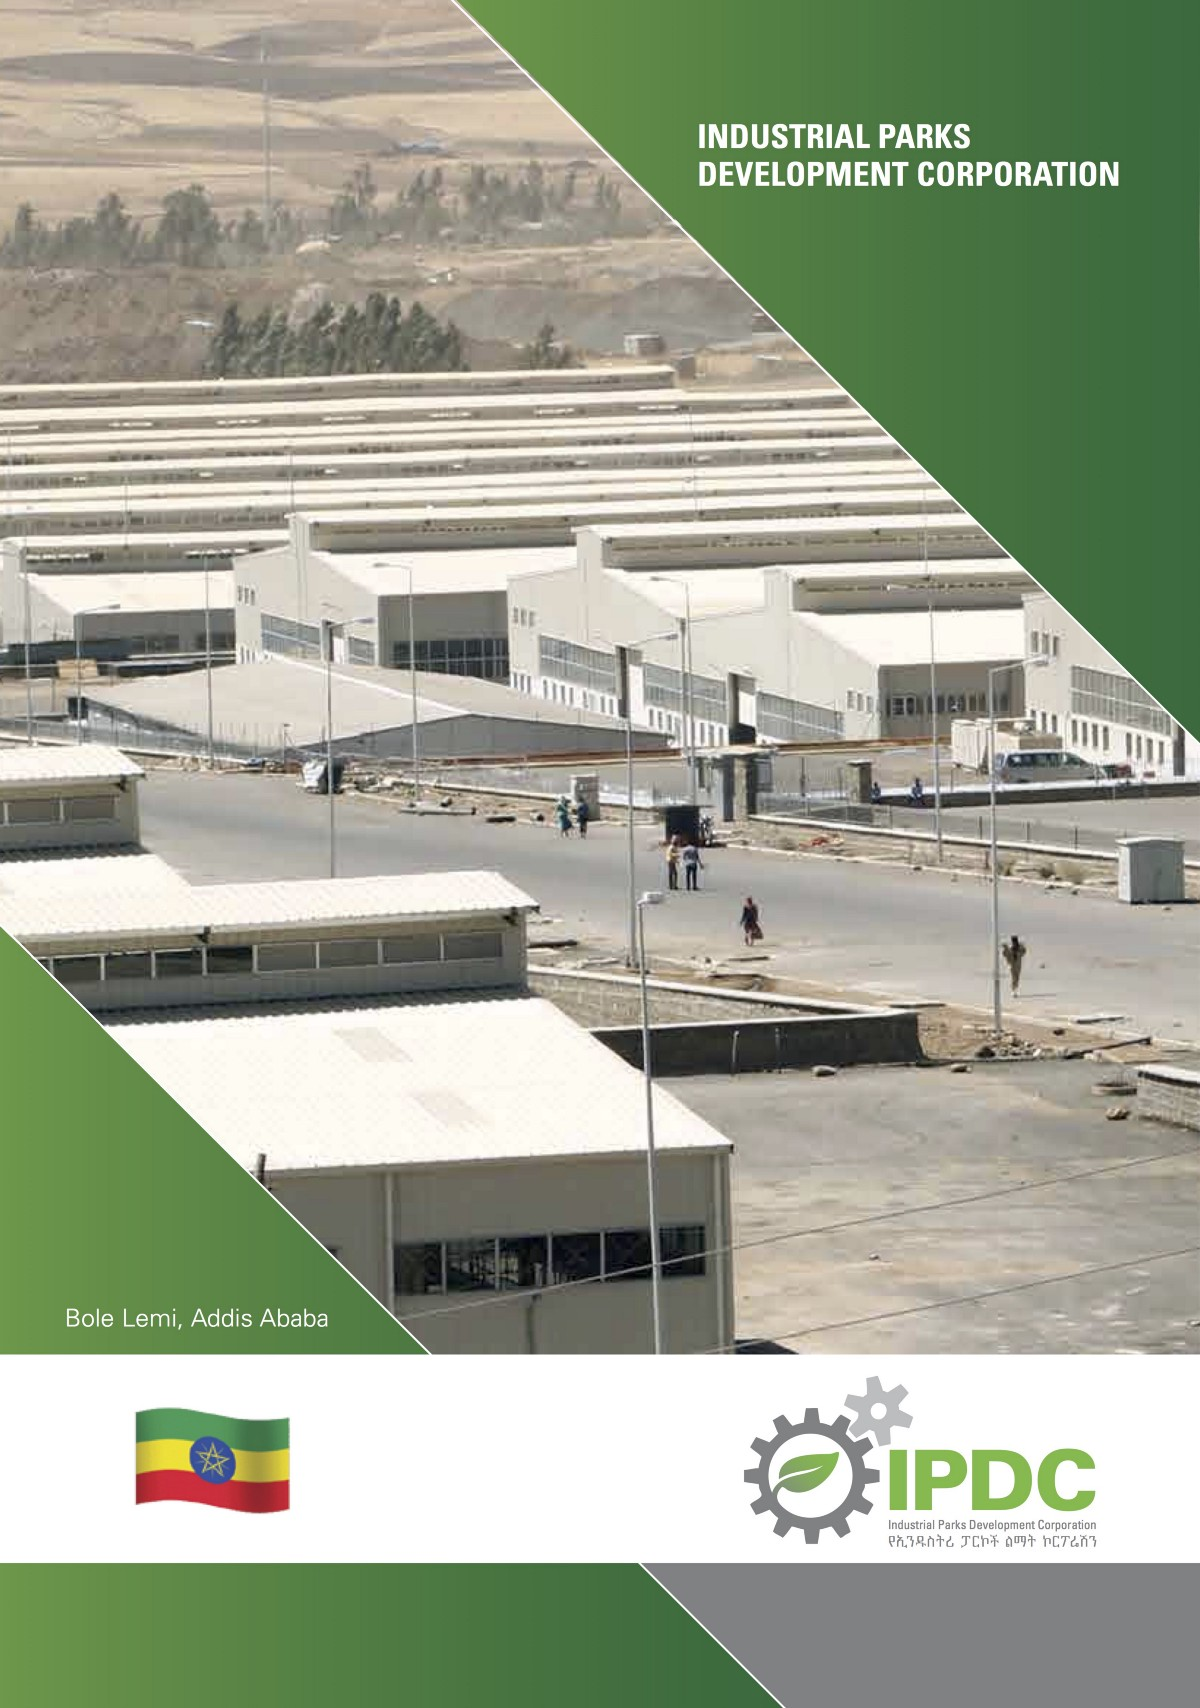 INDUSTRIAL PARKS
DEVELOPMENT CORPORATION
Bole Lemi, Addis Ababa
IPDC
Industrial Parks Development Corporation
የኢንዱስትሪ ፓርኮች ልማት ኮርፖሬሽን